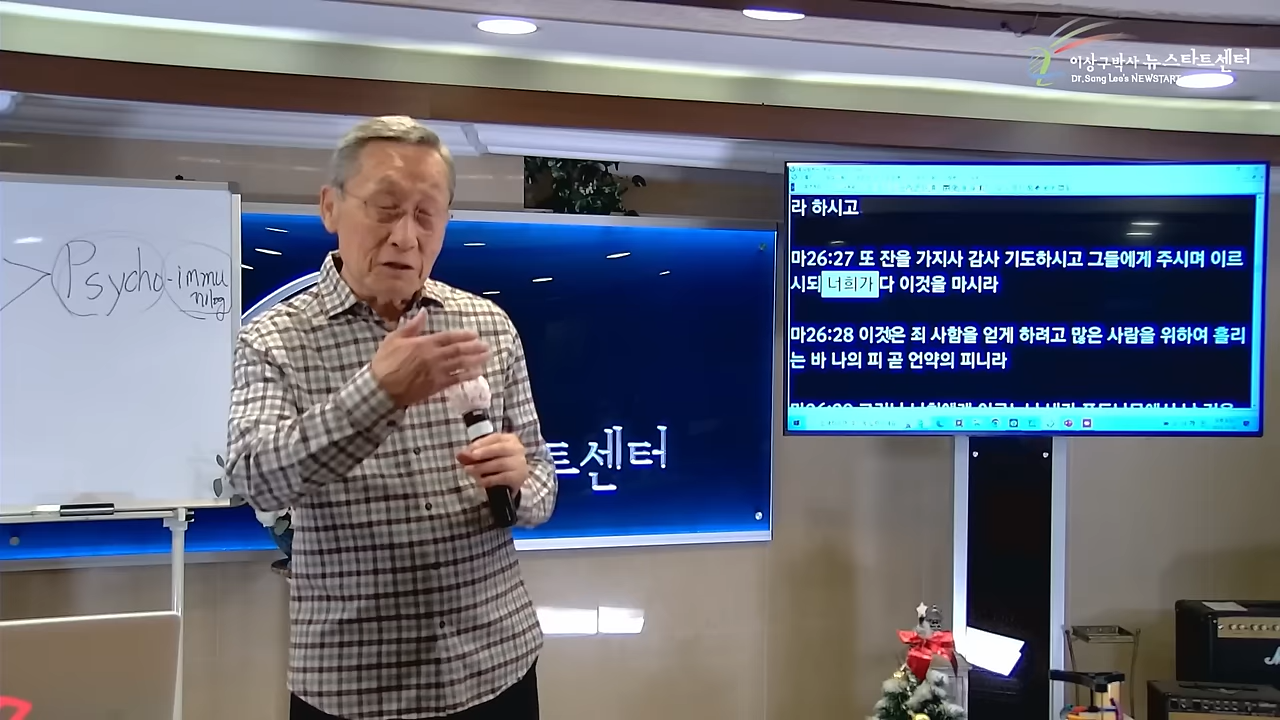 이상구박사 뉴스타트센터
Dr. Sang Lee's NEWSTART
Psycho-immu
트센터
라 하시고
마26:27 또 잔을 가지사 감사 기도하시고 그들에게 주시며 이르
시되 너희가 다 이것을 마시라
마26:28 이것은 죄 사함을 얻게 하려고 많은 사람을 위하여 흘리
는 바 나의 피 곧 언약의 피니라